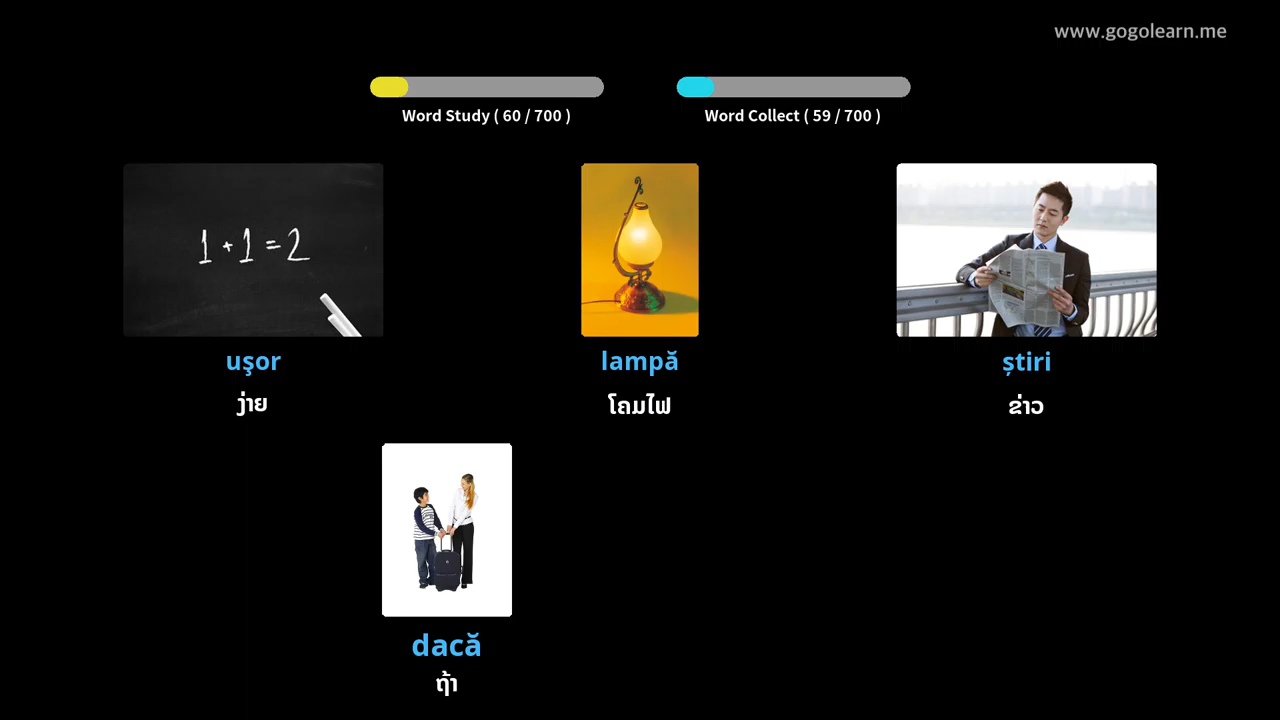 www.gogolearn.me
Word Study ( 60 / 700 )
Word Collect ( 59 / 700 )
1 + 1 = 2
uşor
lampă
știri
ງ່າຍ
ໂຄມໄຟ
ຂ່າວ
dacă
ຖ້າ